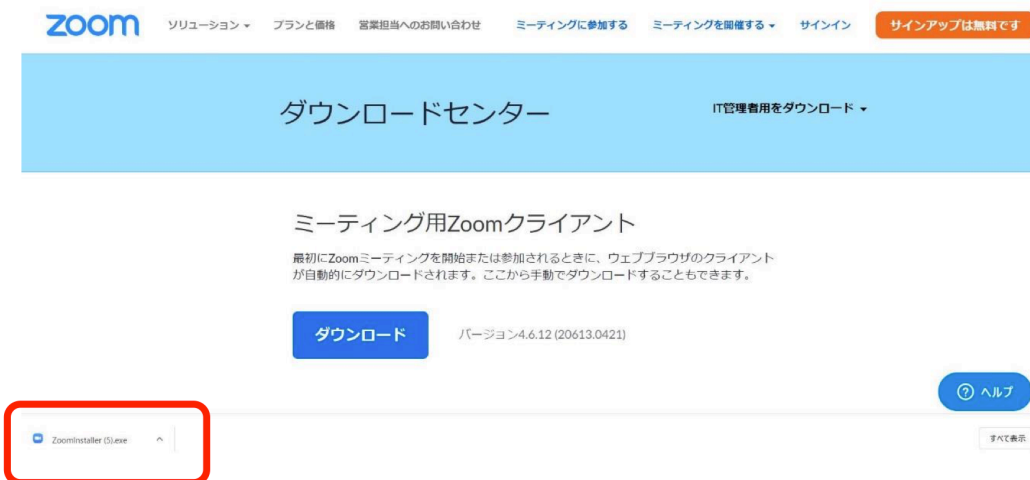 zoom ソリューション プランと価格 営業担当へのお問い合わせ ミーティングに参加する ミーティングを開催する サインイン サインアップは無料です
ダウンロードセンター IT管理者用をダウンロード
ミーティング用Zoomクライアント
最初にZoomミーティングを開始または参加されるときに、ウェブブラウザのクライアント
が自動的にダウンロードされます。ここから手動でダウンロードすることもできます。
ダウンロード バージョン4.6.12 (20613.0421)
ヘルプ
ZoomInstaller (5).exe すべて表示